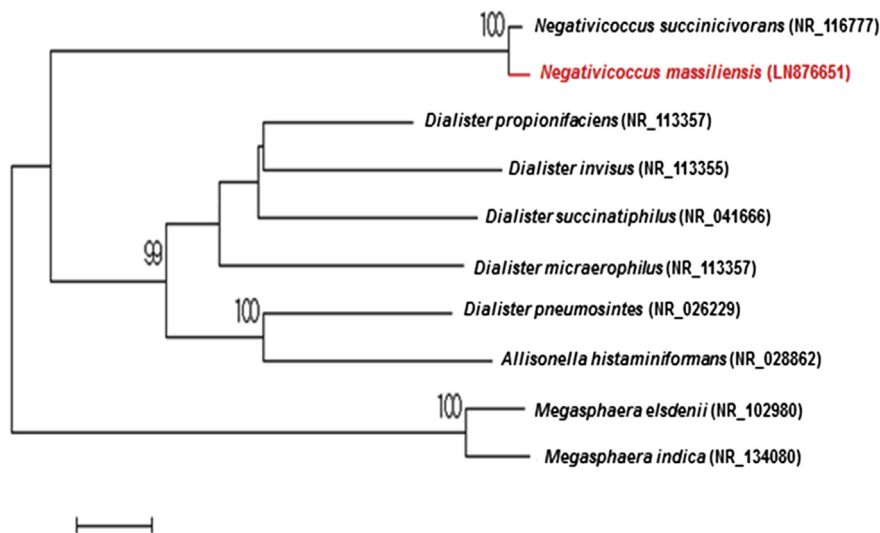 100
Negativicoccus succinicivorans (NR_116777)
Negativicoccus massiliensis (LN876651)
Dialister propionifaciens (NR_113357)
Dialister invisus (NR_113355)
Dialister succinatiphilus (NR_041666)
99
Dialister micraerophilus (NR_113357)
100
Dialister pneumosintes (NR_026229)
Allisonella histaminiformans (NR_028862)
100
Megasphaera elsdenii (NR_102980)
Megasphaera indica (NR_134080)